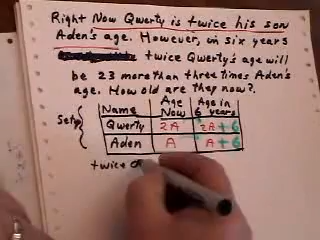 Right Now Qwerty is twice his son
Aden's age. However, in six years
twice Qwerty's age will
be 23 more than three times Aden's
age. How old are they now?.
Setup { Name Age Now Age in 6 years
Qwerty 2A 2A+6
Aden A A+6
twice